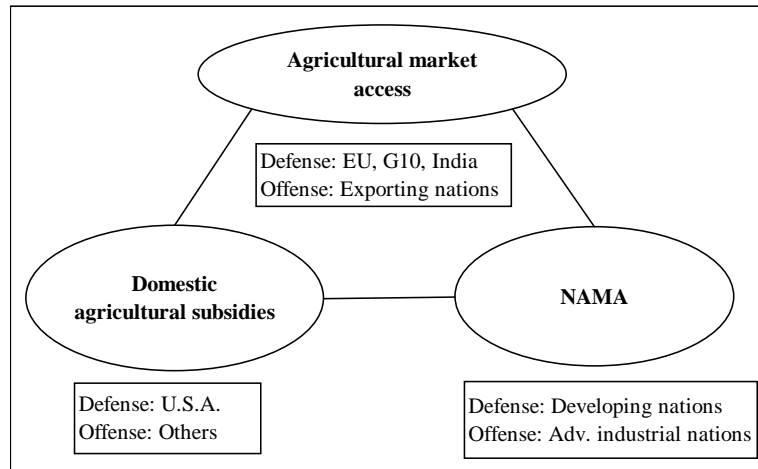 Agricultural market
access
Defense: EU, G10, India
Offense: Exporting nations
Domestic
agricultural subsidies
NAMA
Defense: U.S.A.
Offense: Others
Defense: Developing nations
Offense: Adv. industrial nations